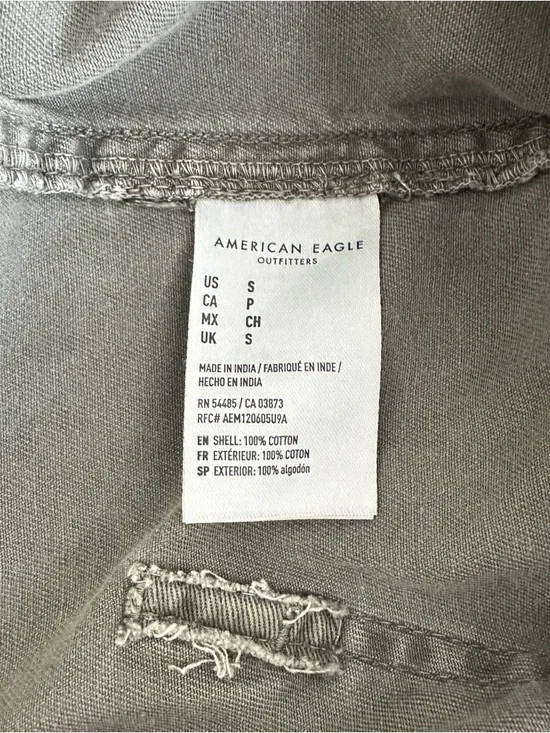 AMERICAN EAGLE
OUTFITTERS
US S
CA P
MX CH
UK S
MADE IN INDIA / FABRIQUÉ EN INDE /
HECHO EN INDIA
RN 54485 / CA 03873
RFC# AEM120605U9A
EN SHELL: 100% COTTON
FR EXTÉRIEUR: 100% COTON
SP EXTERIOR: 100% algodón